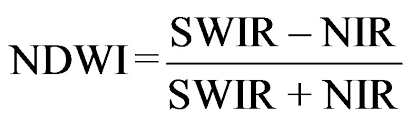 NDWI = SWIR – NIR
SWIR + NIR